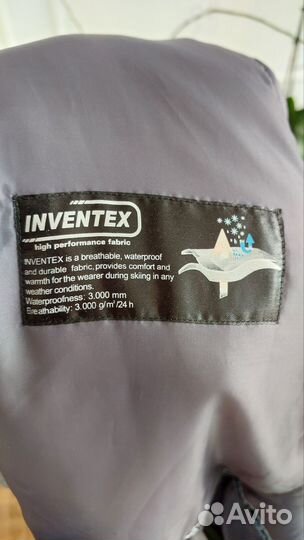 INVENTEX
high performance fabric
INVENTEX is a breathable, waterproof
and durable fabric, provides comfort and
warmth for the wearer during skiing in any
weather conditions.
Waterproofness: 3.000 mm
Breathability: 3.000 g/m²/24 h
Avito